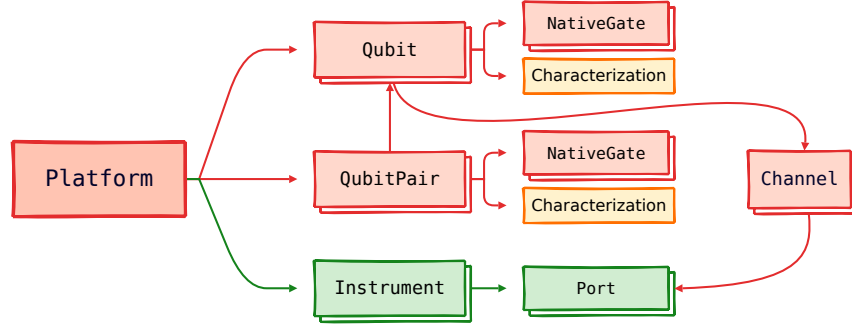 Platform
Qubit
NativeGate
Characterization
QubitPair
NativeGate
Characterization
Channel
Instrument
Port